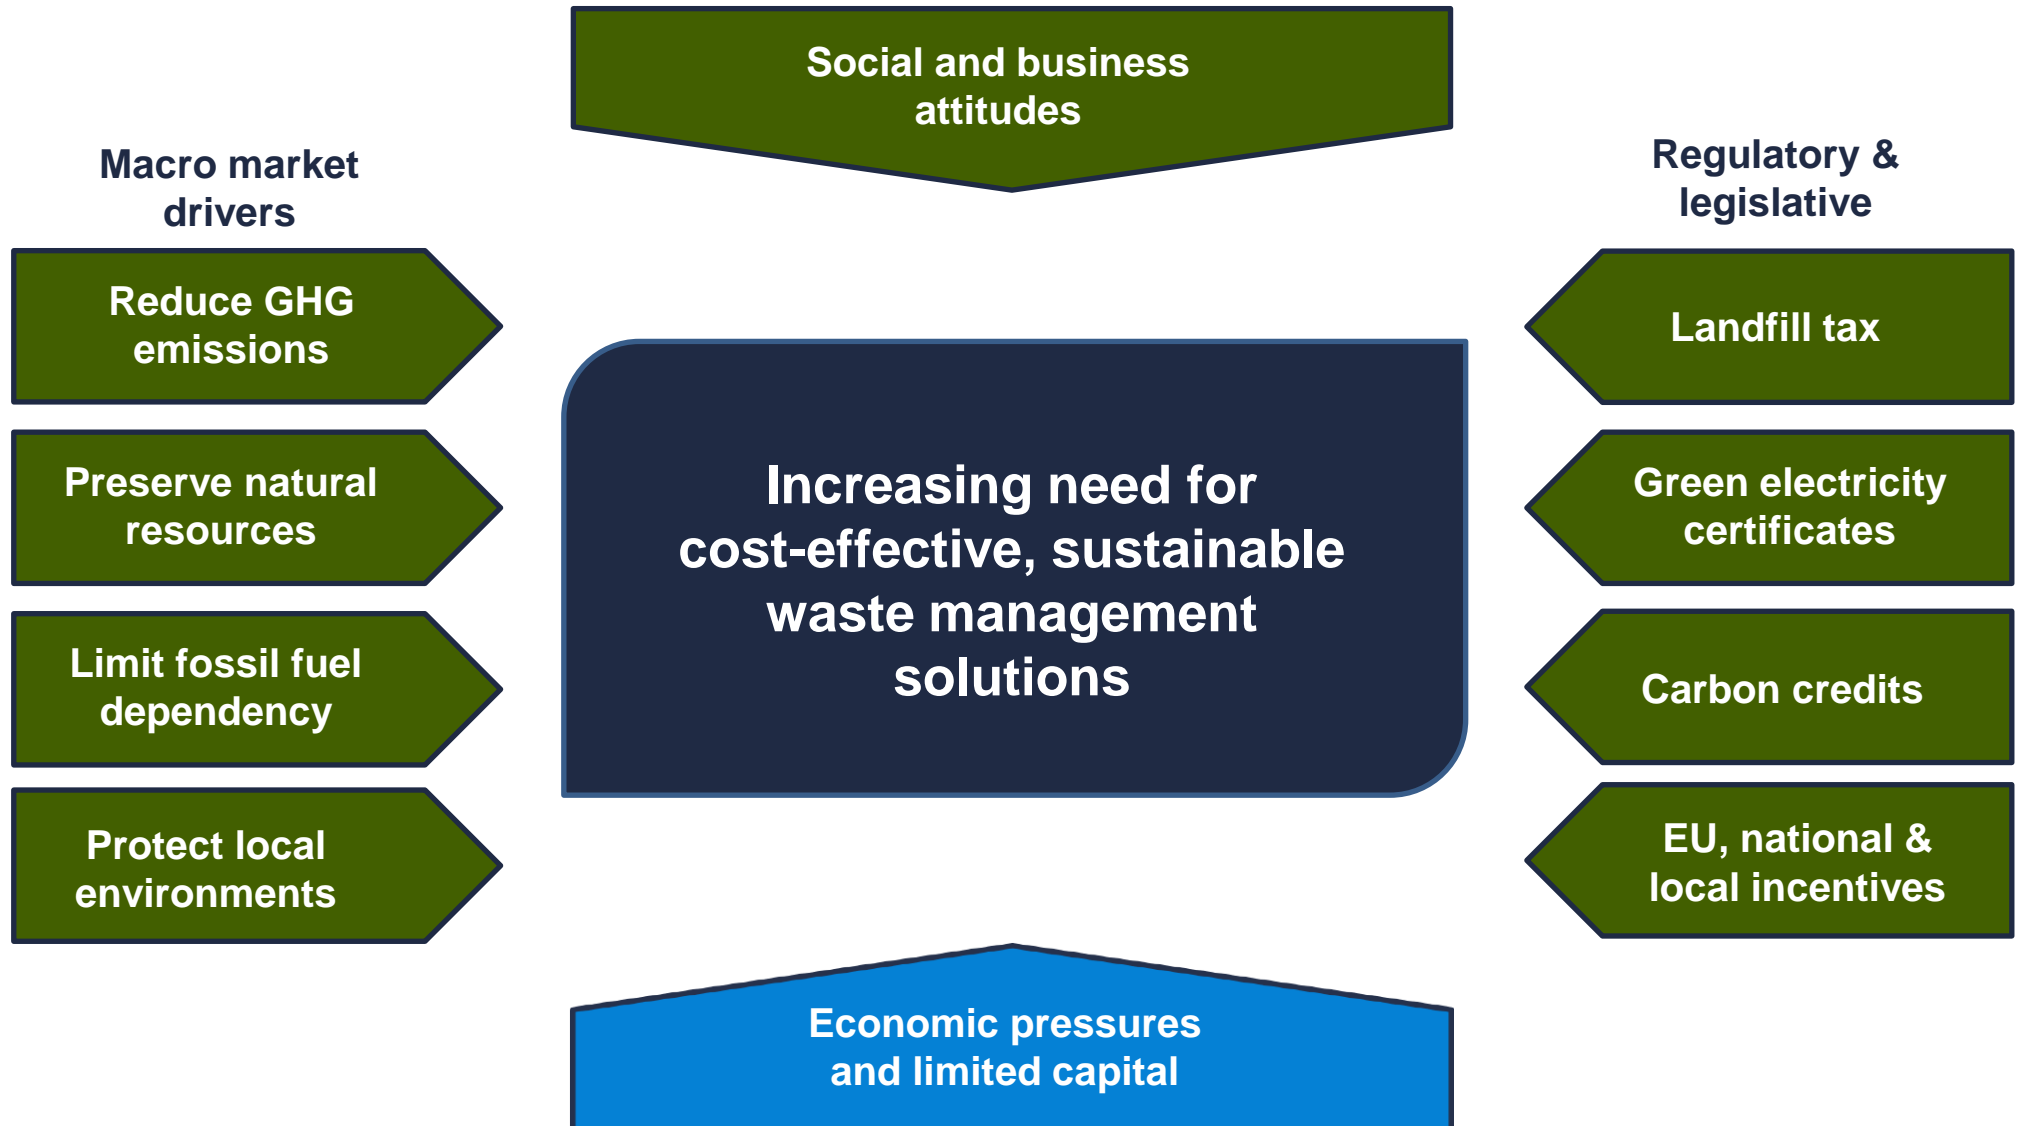 Social and business
attitudes
Macro market
drivers
Reduce GHG
emissions
Preserve natural
resources
Limit fossil fuel
dependency
Protect local
environments
Increasing need for
cost-effective, sustainable
waste management
solutions
Regulatory &
legislative
Landfill tax
Green electricity
certificates
Carbon credits
EU, national &
local incentives
Economic pressures
and limited capital